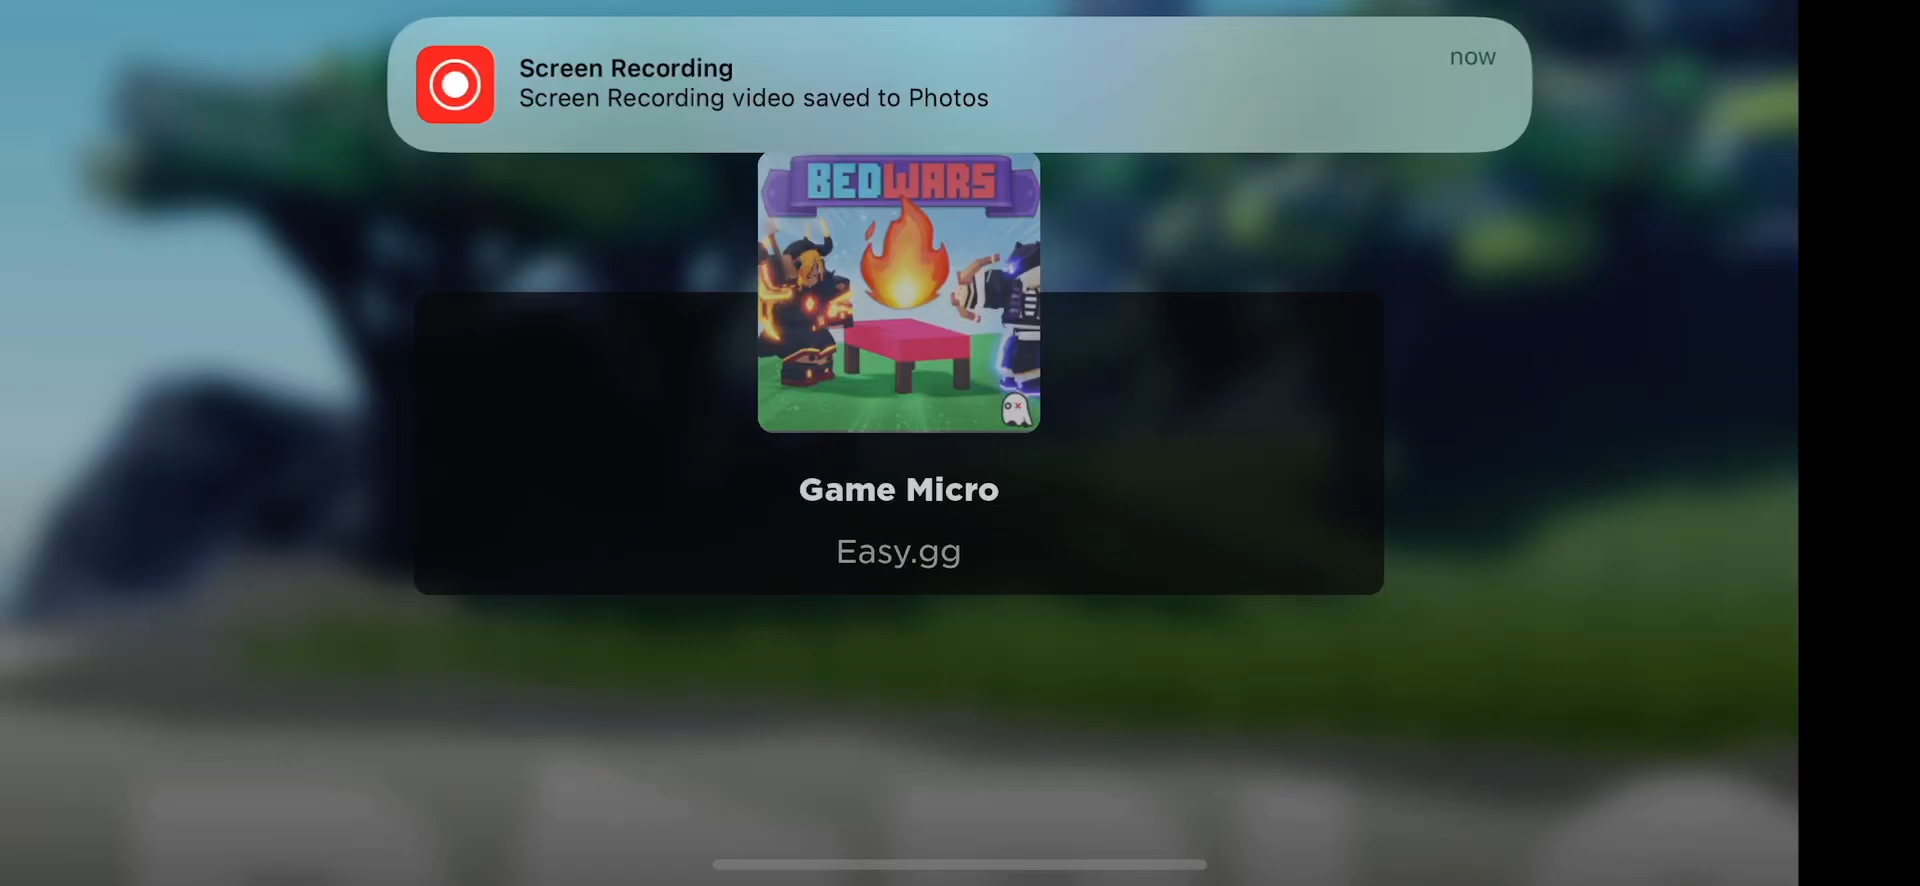 Screen Recording
now
Screen Recording video saved to Photos
BEDWARS
Game Micro
Easy.gg